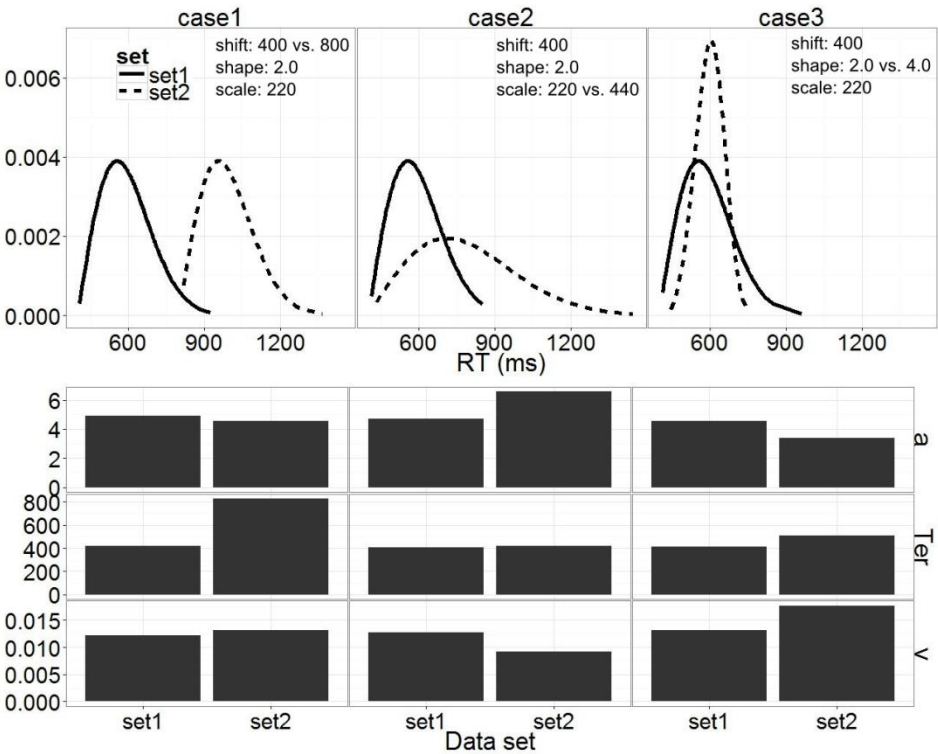 case1
case2
case3
set
set1
set2
shift: 400 vs. 800
shape: 2.0
scale: 220
shift: 400
shape: 2.0
scale: 220 vs. 440
shift: 400
shape: 2.0 vs. 4.0
scale: 220
0.006
0.004
0.002
0.000
600 900 1200 600 900 1200 600 900 1200
RT (ms)
6
4
2
0
a
800
600
400
200
0
Ter
0.015
0.010
0.005
0.000
v
set1 set2 set1 set2 set1 set2
Data set